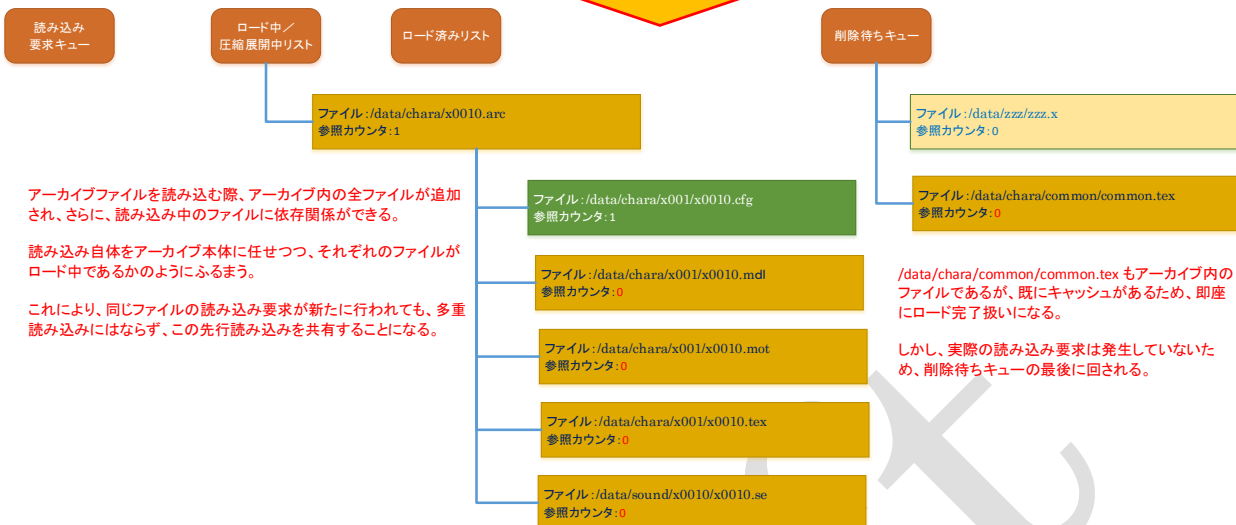 読み込み
要求キュー
ロード中／
圧縮展開中リスト
ロード済みリスト
削除待ちキュー
ファイル:/data/chara/x0010.arc
参照カウンタ:1
ファイル:/data/zzz/zzz.x
参照カウンタ:0
アーカイブファイルを読み込む際、アーカイブ内の全ファイルが追加
され、さらに、読み込み中のファイルに依存関係ができる。
読み込み自体をアーカイブ本体に任せつつ、それぞれのファイルが
ロード中であるかのようにふるまう。
これにより、同じファイルの読み込み要求が新たに行われても、多重
読み込みにはならず、この先行読み込みを共有することになる。
ファイル:/data/chara/x001/x0010.cfg
参照カウンタ:1
ファイル:/data/chara/x001/x0010.mdl
参照カウンタ:0
ファイル:/data/chara/x001/x0010.mot
参照カウンタ:0
ファイル:/data/chara/x001/x0010.tex
参照カウンタ:0
ファイル:/data/sound/x0010/x0010.se
参照カウンタ:0
ファイル:/data/chara/common/common.tex
参照カウンタ:0
/data/chara/common/common.tex もアーカイブ内の
ファイルであるが、既にキャッシュがあるため、即座
にロード完了扱いになる。
しかし、実際の読み込み要求は発生していないた
め、削除待ちキューの最後に回される。